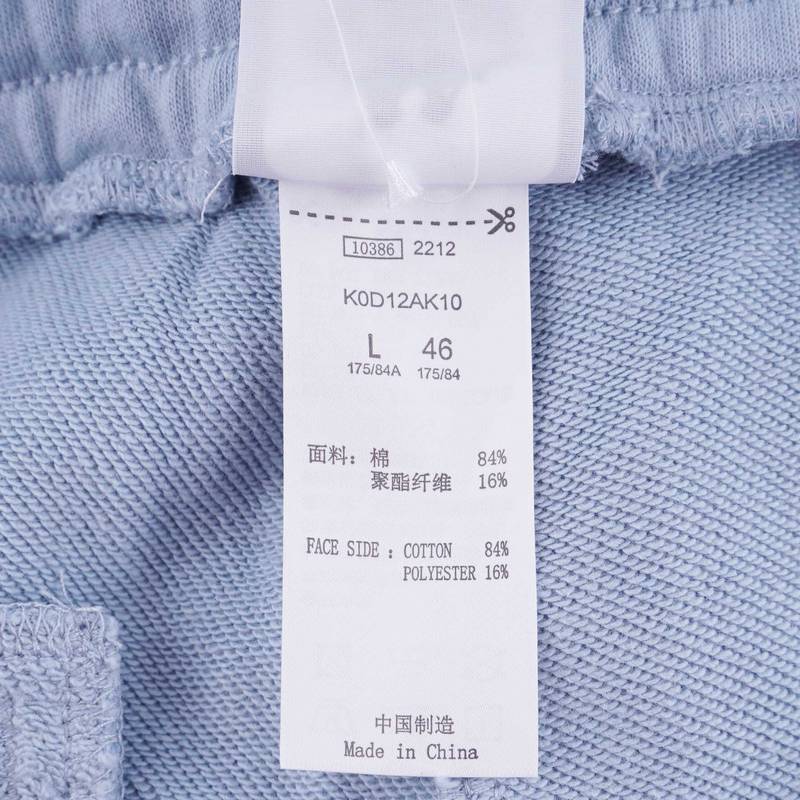 10386 2212
K0D12AK10
L 46
175/84A 175/84
面料：棉 84%
聚酯纤维 16%
FACE SIDE : COTTON 84%
POLYESTER 16%
中国制造
Made in China